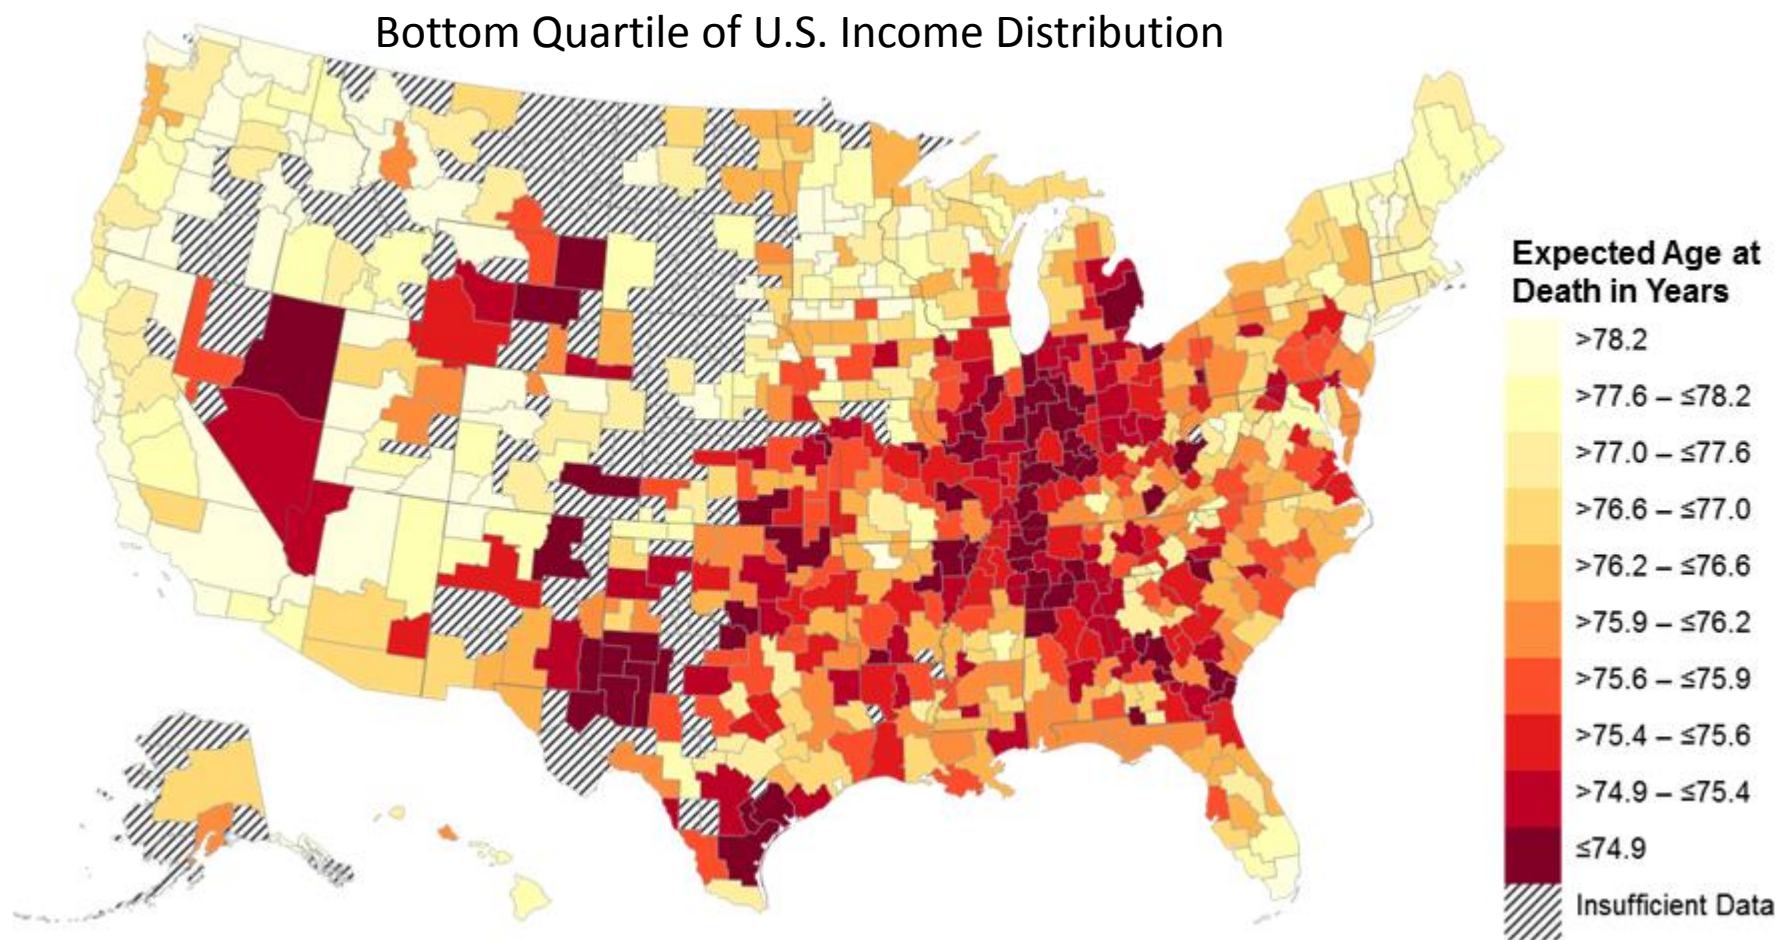 Bottom Quartile of U.S. Income Distribution
Expected Age at
Death in Years
>78.2
>77.6 – ≤78.2
>77.0 – ≤77.6
>76.6 – ≤77.0
>76.2 – ≤76.6
>75.9 – ≤76.2
>75.6 – ≤75.9
>75.4 – ≤75.6
>74.9 – ≤75.4
≤74.9
Insufficient Data